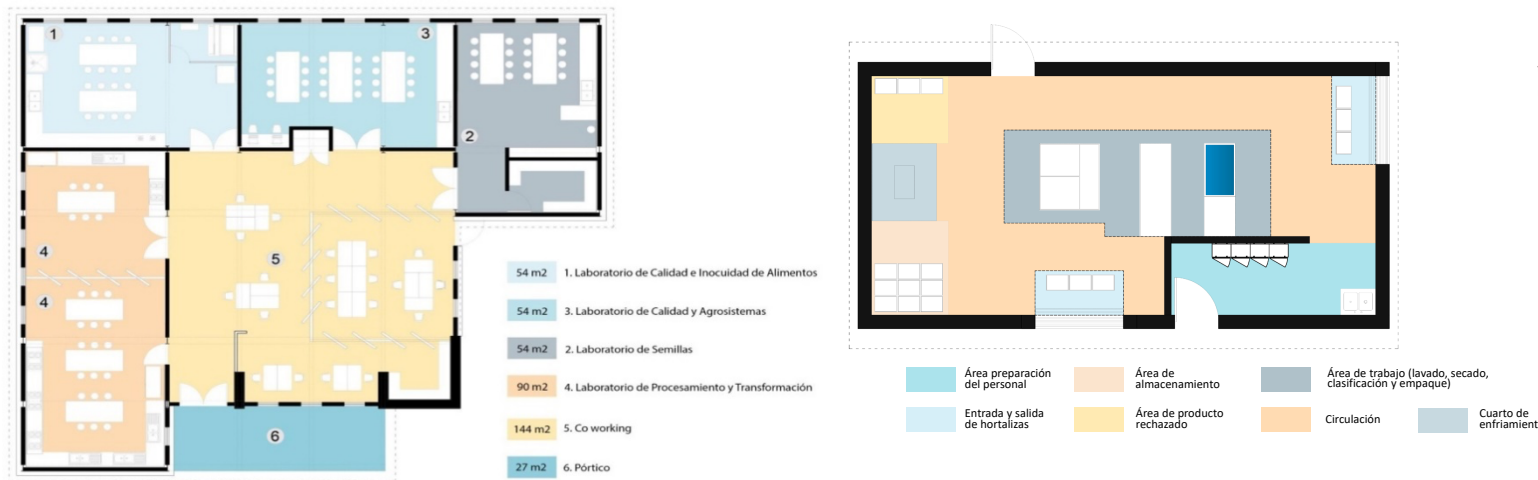 1
3
2
4
4
5
6
54 m2 1. Laboratorio de Calidad e Inocuidad de Alimentos
54 m2 3. Laboratorio de Calidad y Agrosistemas
54 m2 2. Laboratorio de Semillas
90 m2 4. Laboratorio de Procesamiento y Transformación
144 m2 5. Co working
27 m2 6. Pórtico
Área preparación
del personal
Área de
almacenamiento
Área de trabajo (lavado, secado,
clasificación y empaque)
Entrada y salida
de hortalizas
Área de producto
rechazado
Circulación
Cuarto de
enfriamient